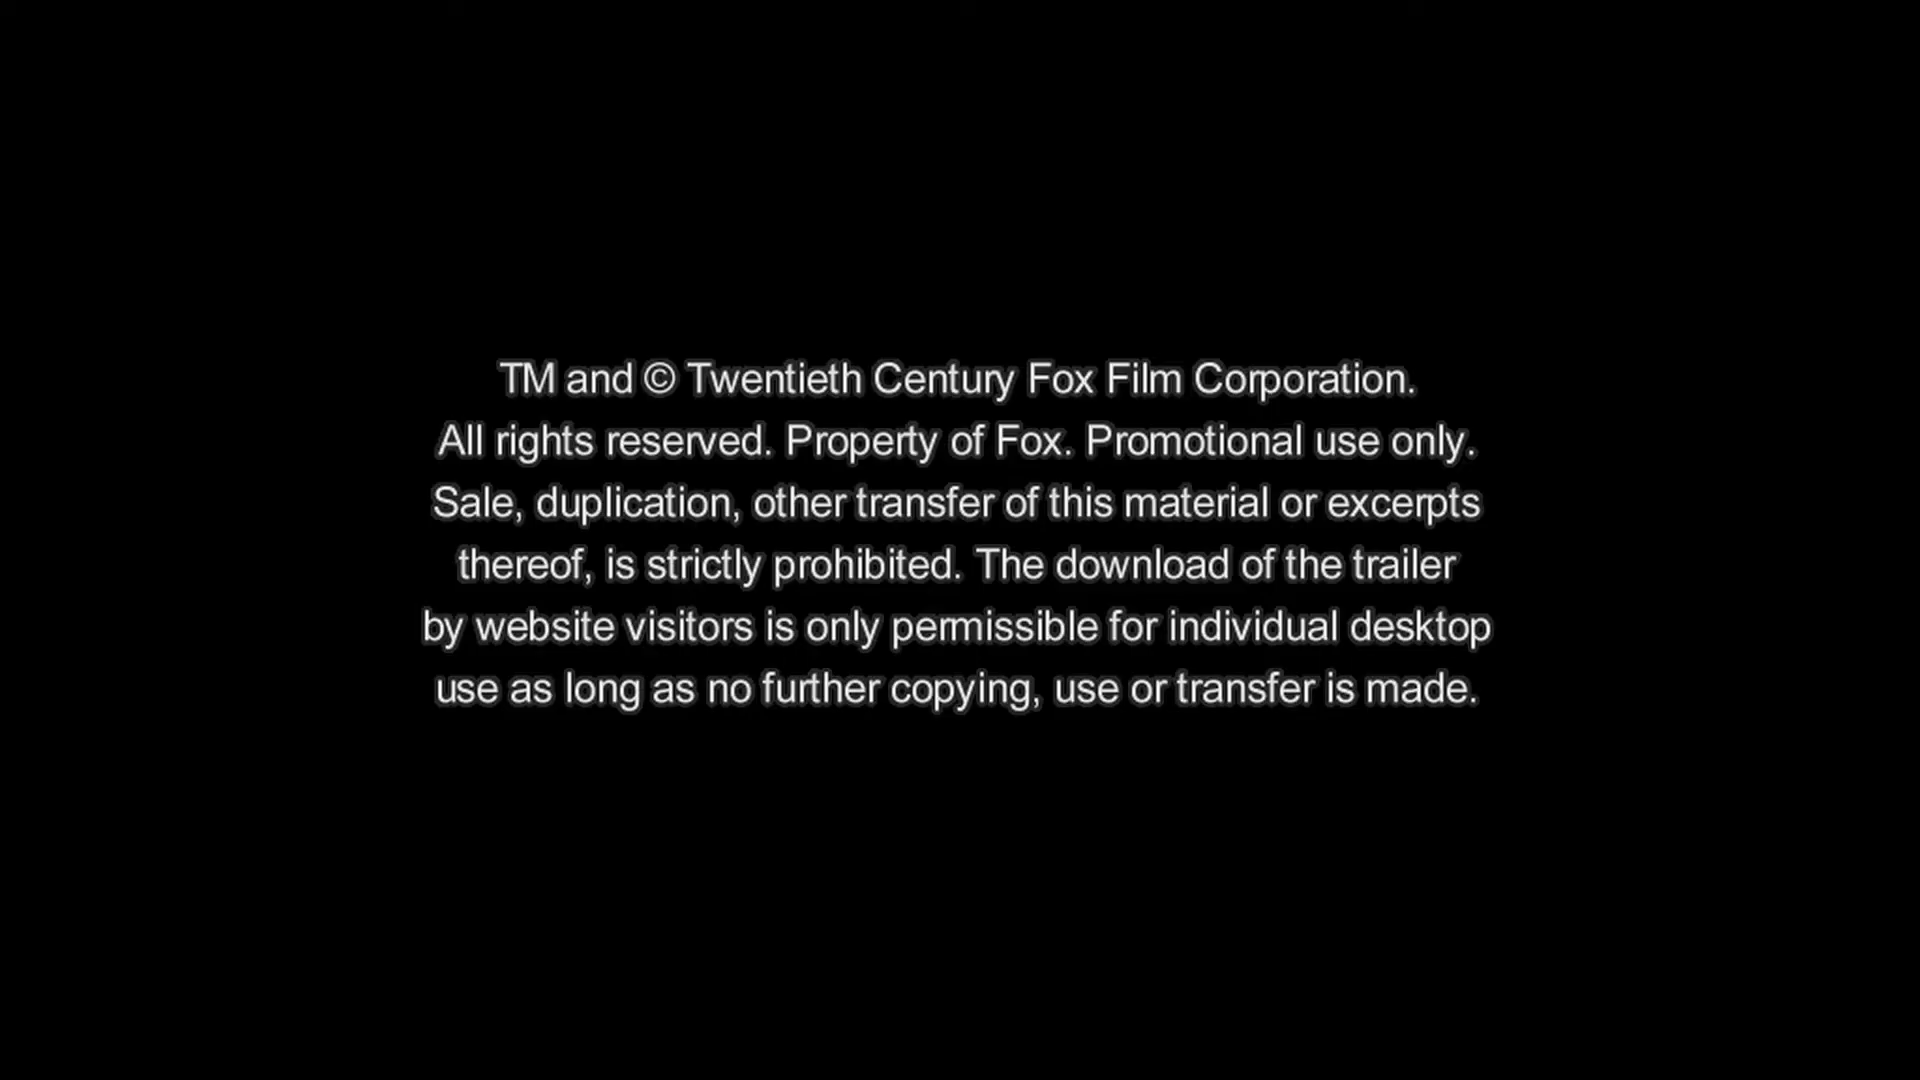 TM and © Twentieth Century Fox Film Corporation.
All rights reserved. Property of Fox. Promotional use only.
Sale, duplication, other transfer of this material or excerpts
thereof, is strictly prohibited. The download of the trailer
by website visitors is only permissible for individual desktop
use as long as no further copying, use or transfer is made.